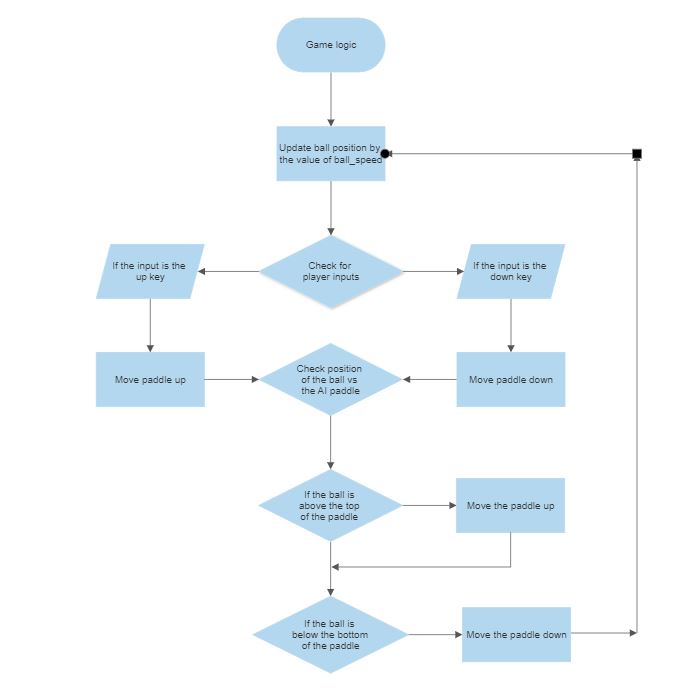 Game logic
Update ball position by
the value of ball_speed
Check for
player inputs
If the input is the
up key
If the input is the
down key
Move paddle up
Check position
of the ball vs
the AI paddle
Move paddle down
If the ball is
above the top
of the paddle
Move the paddle up
If the ball is
below the bottom
of the paddle
Move the paddle down